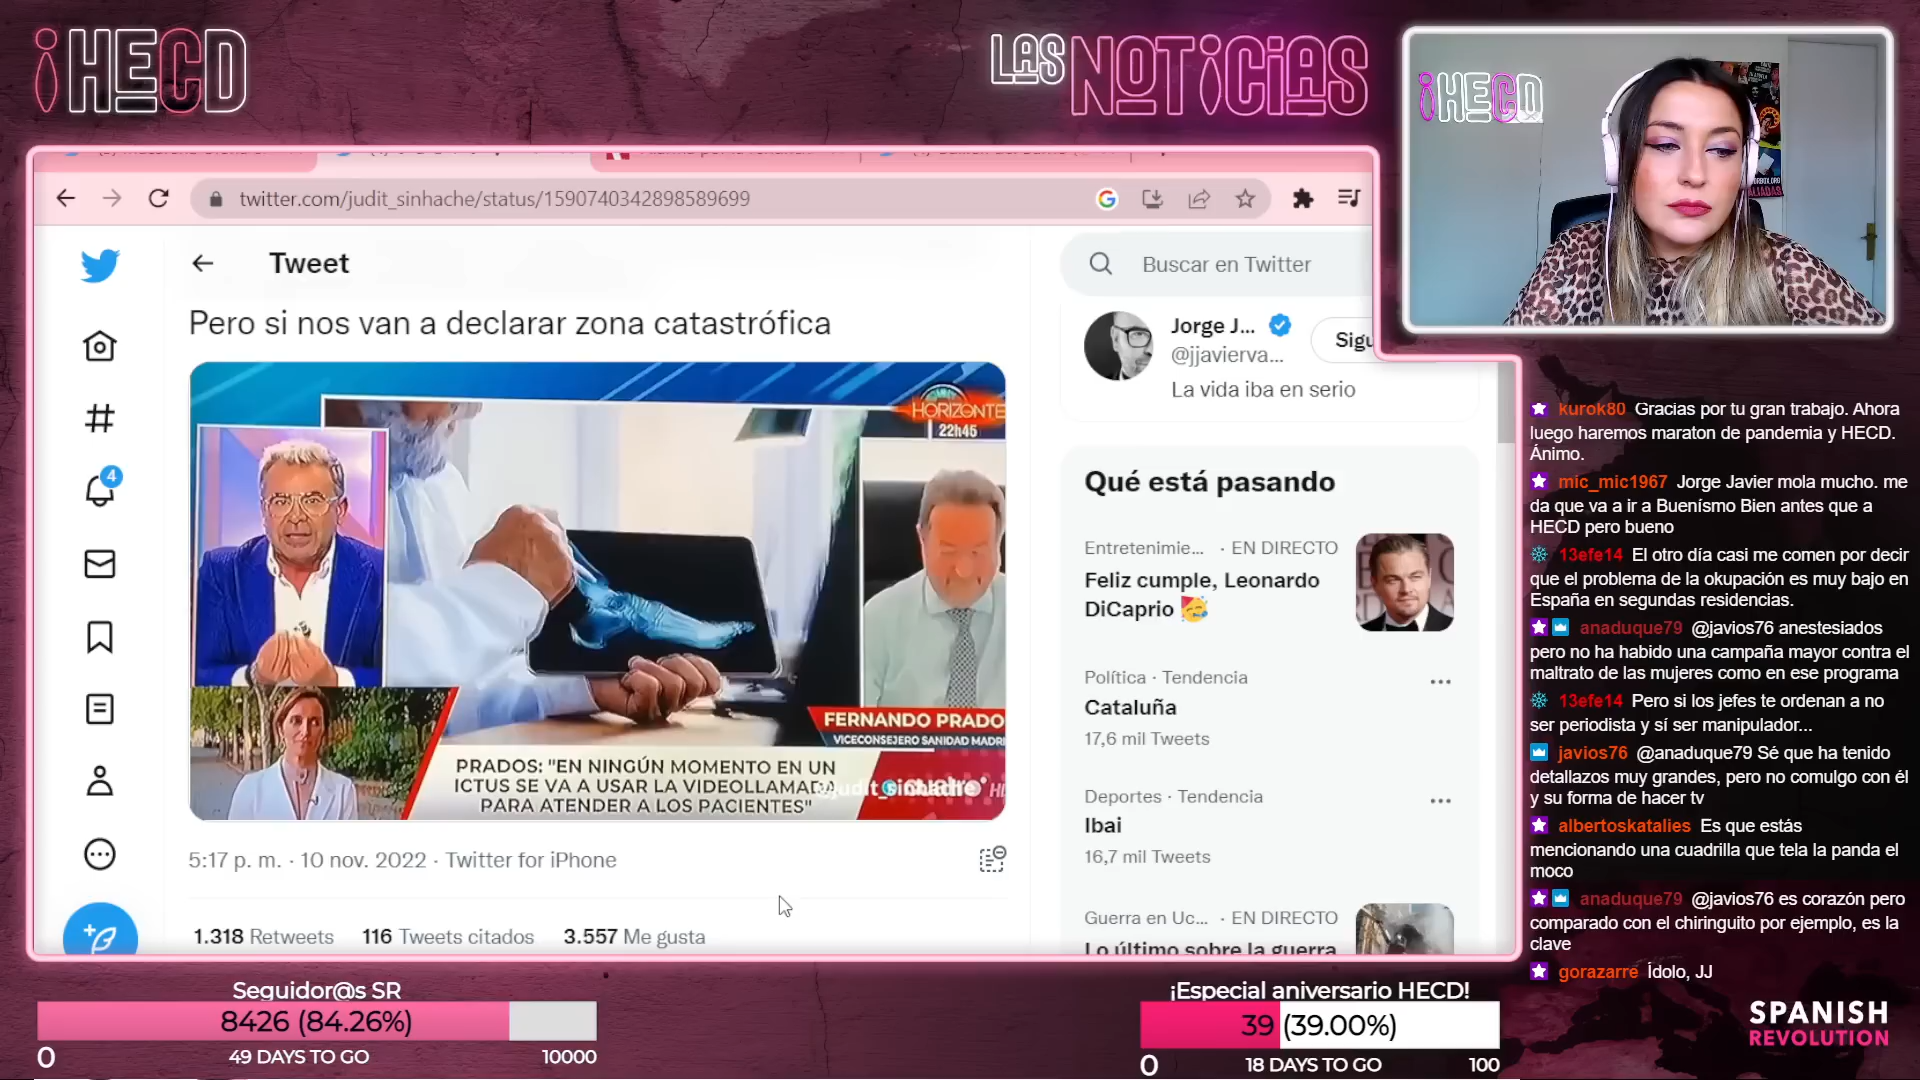 ¡HECD
LAS NOTICIAS
¡HECD
twitter.com/judit_sinhache/status/1590740342898589699
Tweet
Pero si nos van a declarar zona catastrófica
HORIZONTE
22h45
FERNANDO PRADO
VICECONSEJERO SANIDAD MADRI
PRADOS: "EN NINGÚN MOMENTO EN UN
ICTUS SE VA A USAR LA VIDEOLLAMADA
PARA ATENDER A LOS PACIENTES"
@judit_sinhache
5:17 p. m. · 10 nov. 2022 · Twitter for iPhone
1.318 Retweets 116 Tweets citados 3.557 Me gusta
4
Buscar en Twitter
Jorge J...
@jjavierva...
Sigu
La vida iba en serio
Qué está pasando
Entretenimie... · EN DIRECTO
Feliz cumple, Leonardo
DiCaprio 🥳
Política · Tendencia
Cataluña
17,6 mil Tweets
Deportes · Tendencia
Ibai
16,7 mil Tweets
Guerra en Uc... · EN DIRECTO
Lo último sobre la guerra
kurok80 Gracias por tu gran trabajo. Ahora
luego haremos maraton de pandemia y HECD.
Ánimo.
mic_mic1967 Jorge Javier mola mucho. me
da que va a ir a Buenísmo Bien antes que a
HECD pero bueno
13efe14 El otro día casi me comen por decir
que el problema de la okupación es muy bajo en
España en segundas residencias.
anaduque79 @javios76 anestesiados
pero no ha habido una campaña mayor contra el
maltrato de las mujeres como en ese programa
13efe14 Pero si los jefes te ordenan a no
ser periodista y sí ser manipulador...
javios76 @anaduque79 Sé que ha tenido
detallazos muy grandes, pero no comulgo con él
y su forma de hacer tv
albertoskatalies Es que estás
mencionando una cuadrilla que tela la panda el
moco
anaduque79 @javios76 es corazón pero
comparado con el chiringuito por ejemplo, es la
clave
gorazarre Ídolo, JJ
Seguidor@s SR
8426 (84.26%)
0 49 DAYS TO GO 10000
¡Especial aniversario HECD!
39 (39.00%)
0 18 DAYS TO GO 100
SPANISH
REVOLUTION